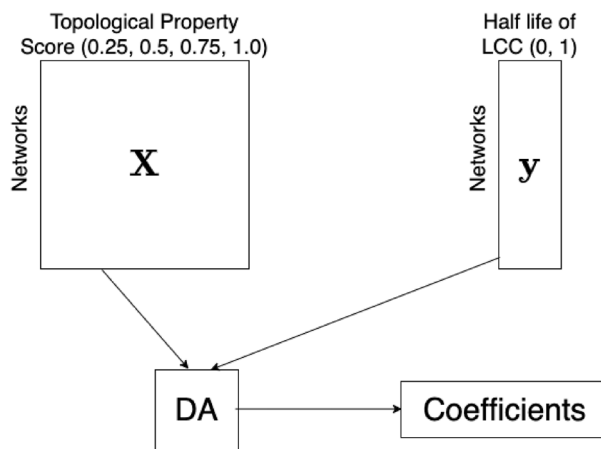 Topological Property
Score (0.25, 0.5, 0.75, 1.0)
Half life of
LCC (0, 1)
Networks
X
Networks
y
DA
Coefficients